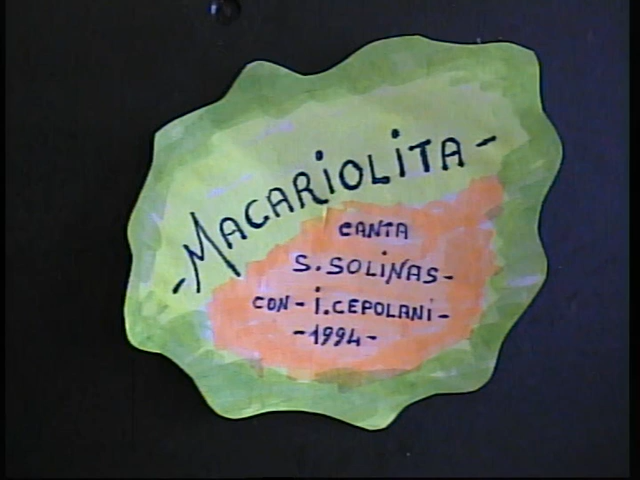 -MACARIOLITA-
CANTA
S. SOLINAS-
CON- I. CEPOLANI-
-1994-